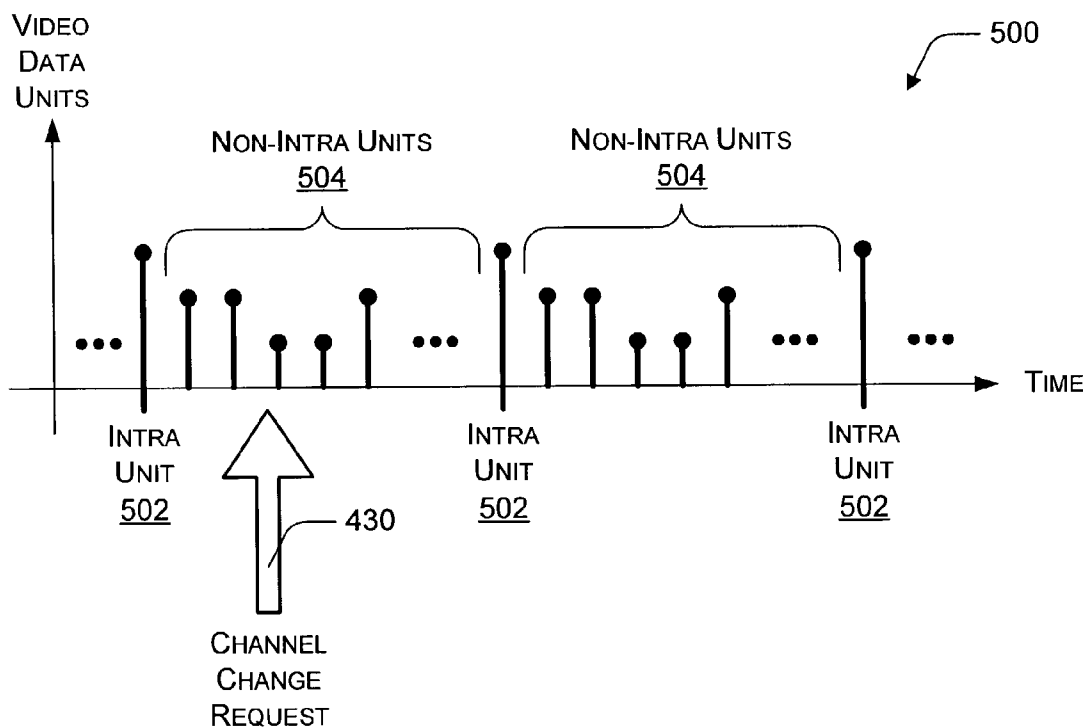 VIDEO
DATA
UNITS
500
NON-INTRA UNITS
504
NON-INTRA UNITS
504
TIME
INTRA
UNIT
502
INTRA
UNIT
502
INTRA
UNIT
502
430
CHANNEL
CHANGE
REQUEST